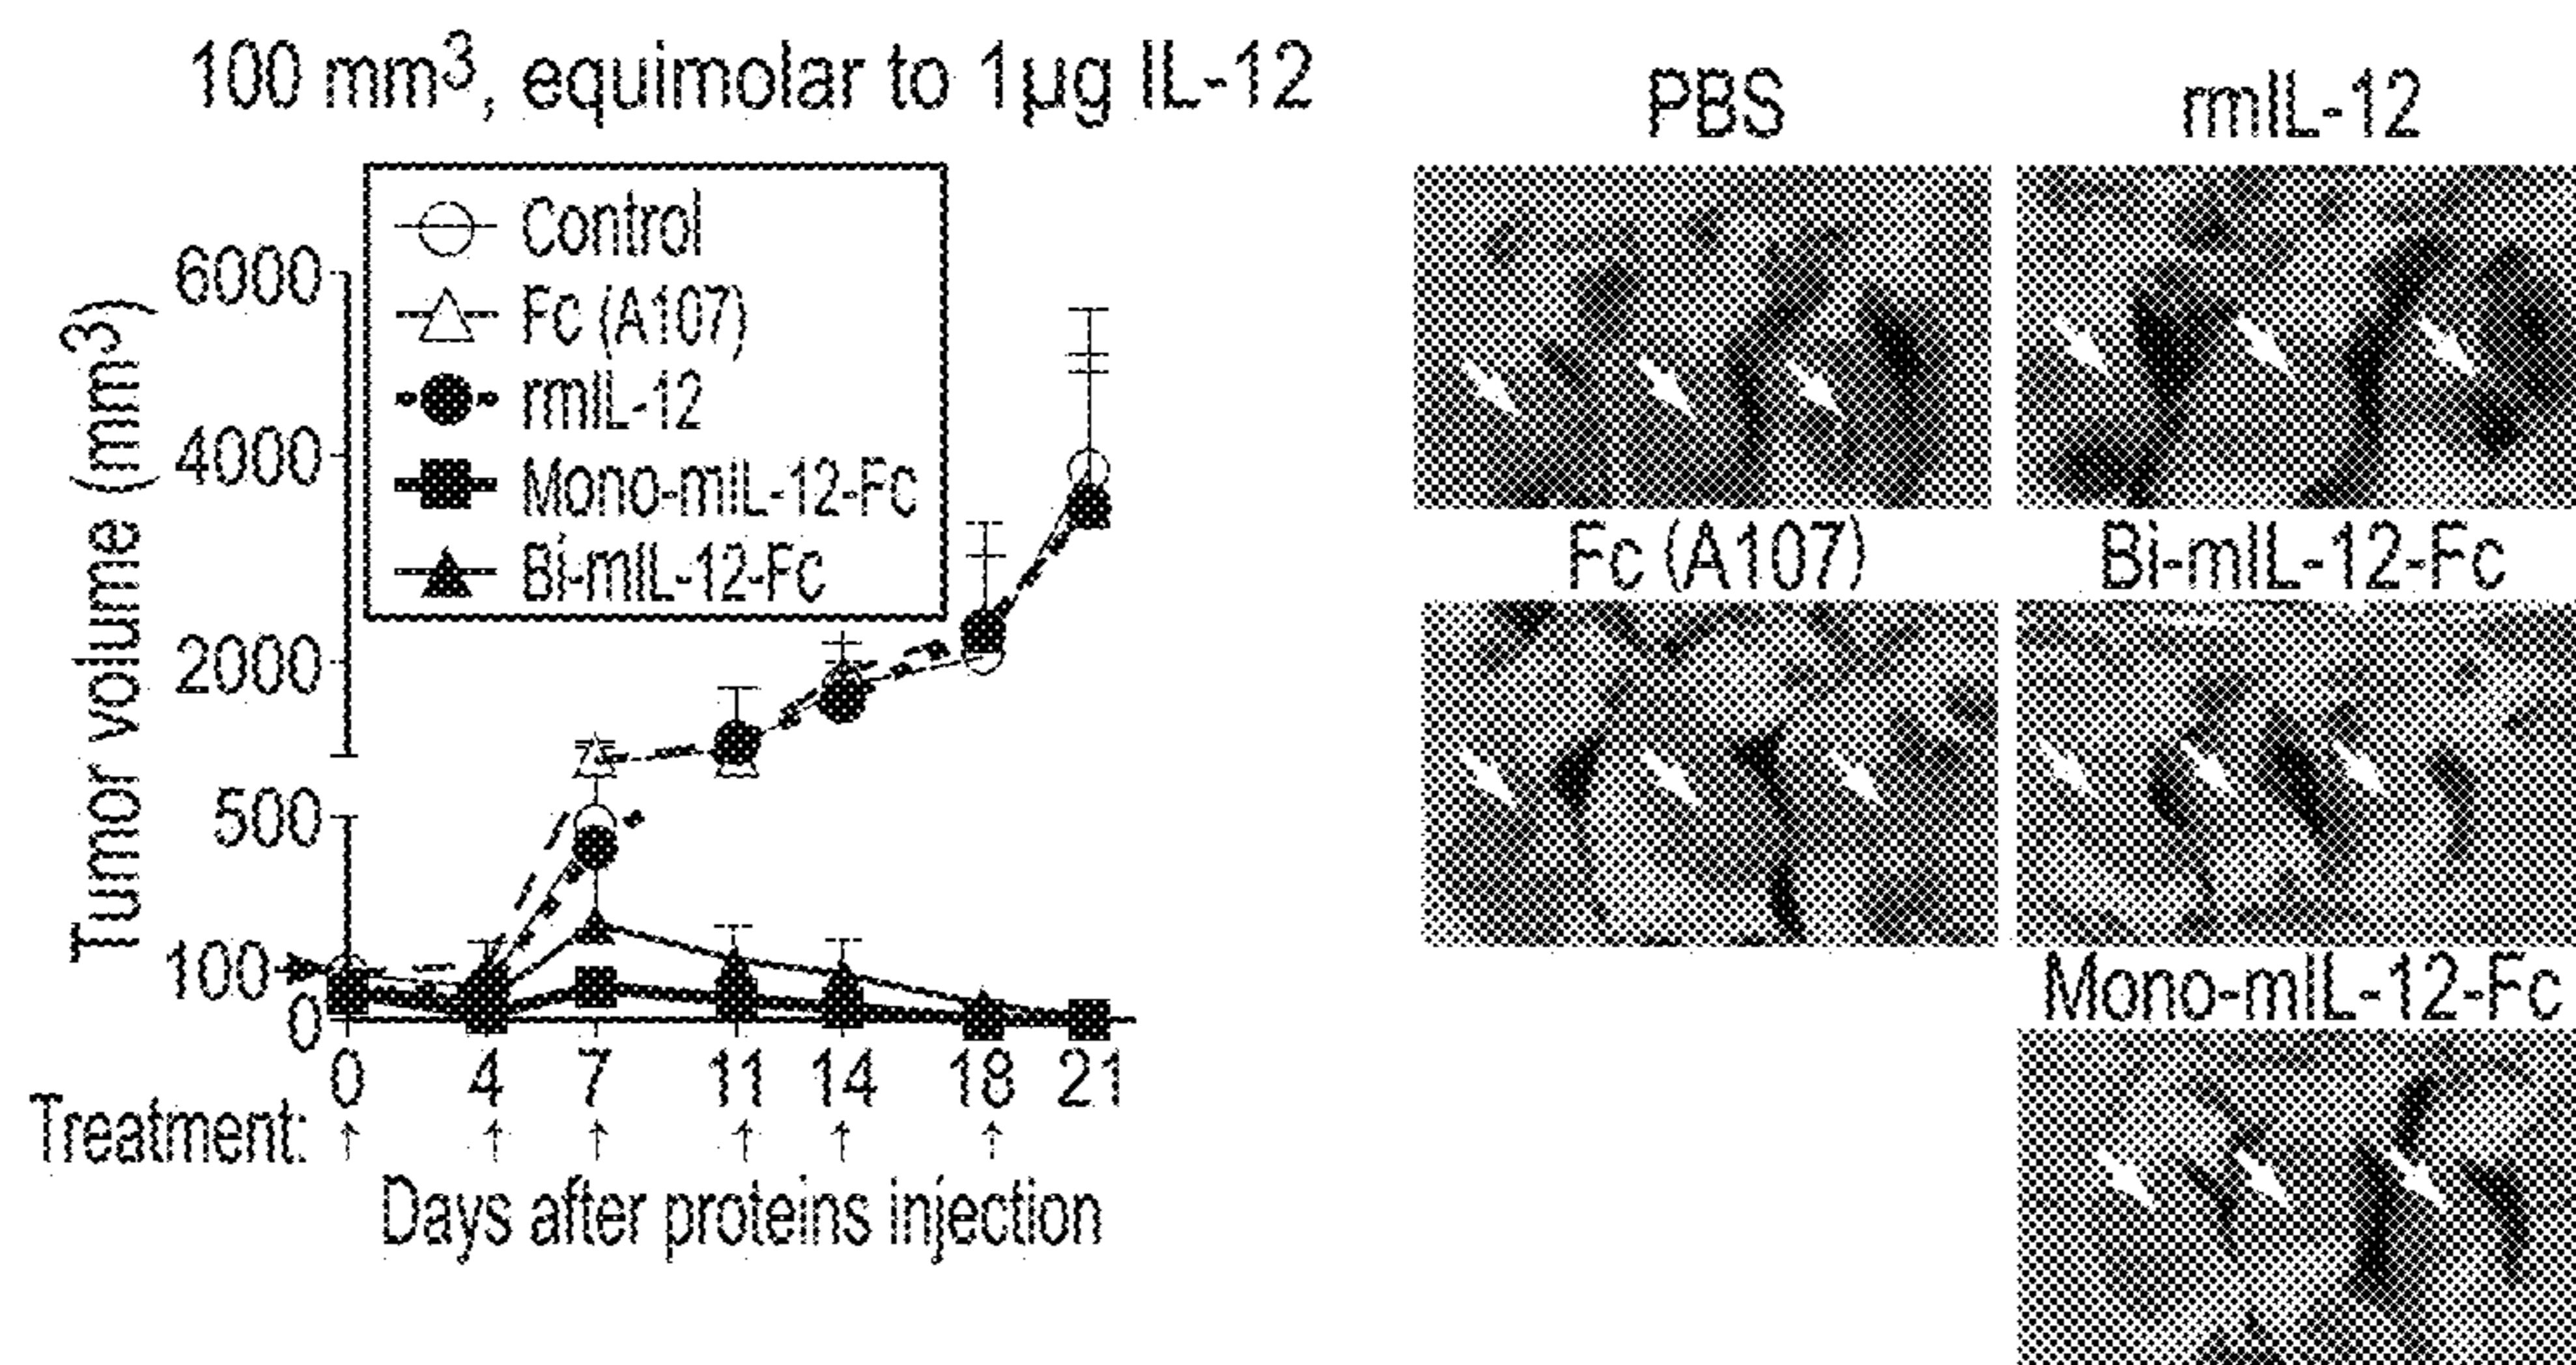 100 mm³, equimolar to 1µg IL-12
Control
Fc (A107)
rmIL-12
Mono-mIL-12-Fc
Bi-mIL-12-Fc
Tumor volume (mm³)
6000
4000
2000
500
100
0
0 4 7 11 14 18 21
Treatment: ↑ ↑ ↑ ↑ ↑ ↑
Days after proteins injection
PBS
rmIL-12
Fc (A107)
Bi-mIL-12-Fc
Mono-mIL-12-Fc